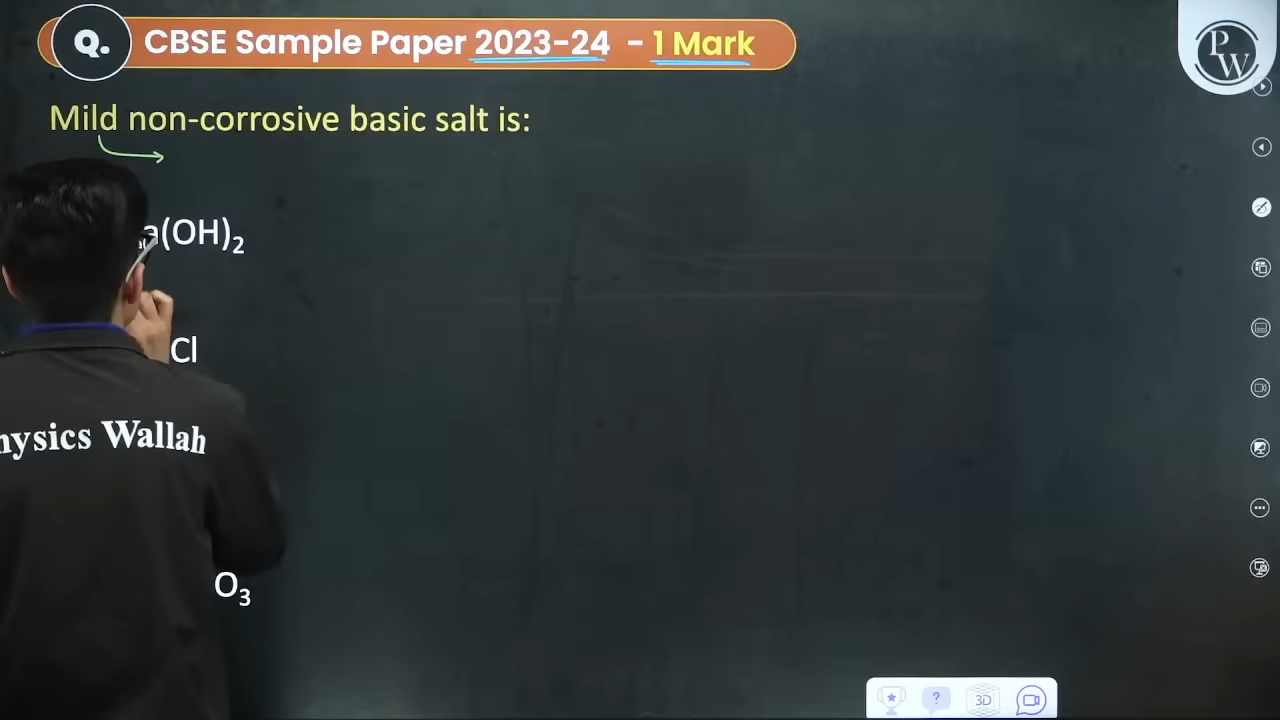 Q. CBSE Sample Paper 2023-24 - 1 Mark
PW
Mild non-corrosive basic salt is:
a(OH)₂
Cl
hysics Wallah
O₃
?
3D